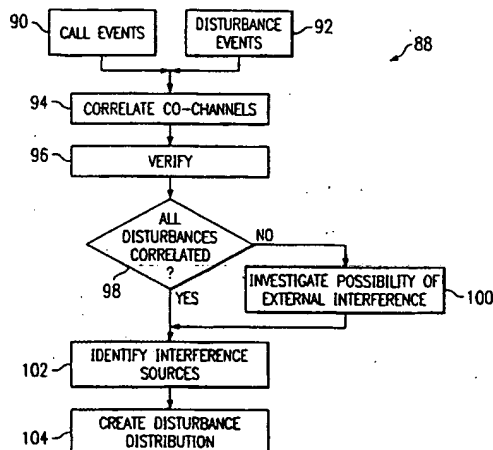 90
CALL EVENTS
DISTURBANCE
EVENTS
92
88
94
CORRELATE CO-CHANNELS
96
VERIFY
ALL
DISTURBANCES
CORRELATED
?
98
NO
YES
INVESTIGATE POSSIBILITY OF
EXTERNAL INTERFERENCE
100
102
IDENTIFY INTERFERENCE
SOURCES
104
CREATE DISTURBANCE
DISTRIBUTION